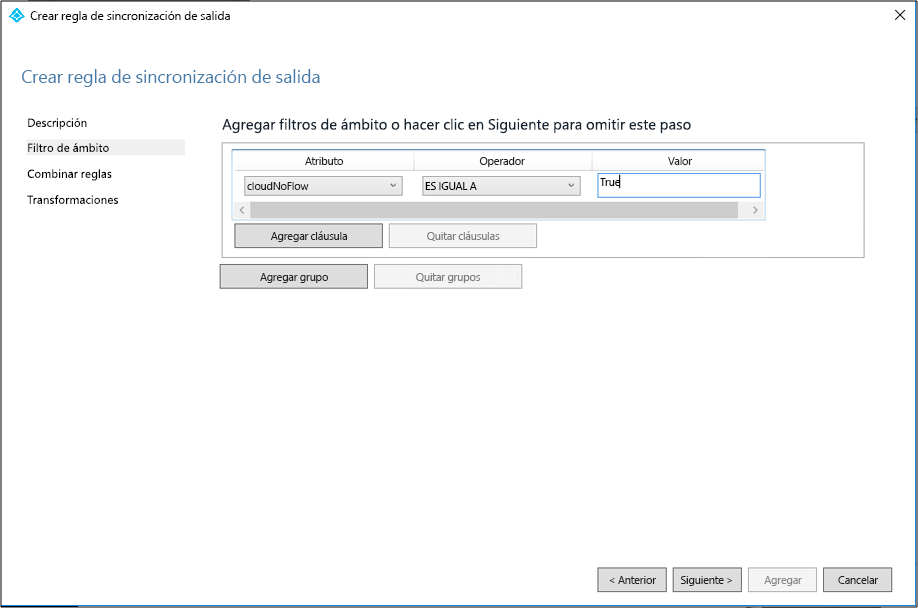 Crear regla de sincronización de salida
Crear regla de sincronización de salida
Descripción
Filtro de ámbito
Combinar reglas
Transformaciones
Agregar filtros de ámbito o hacer clic en Siguiente para omitir este paso
Atributo Operador Valor
cloudNoFlow ES IGUAL A True
Agregar cláusula Quitar cláusulas
Agregar grupo Quitar grupos
< Anterior Siguiente > Agregar Cancelar